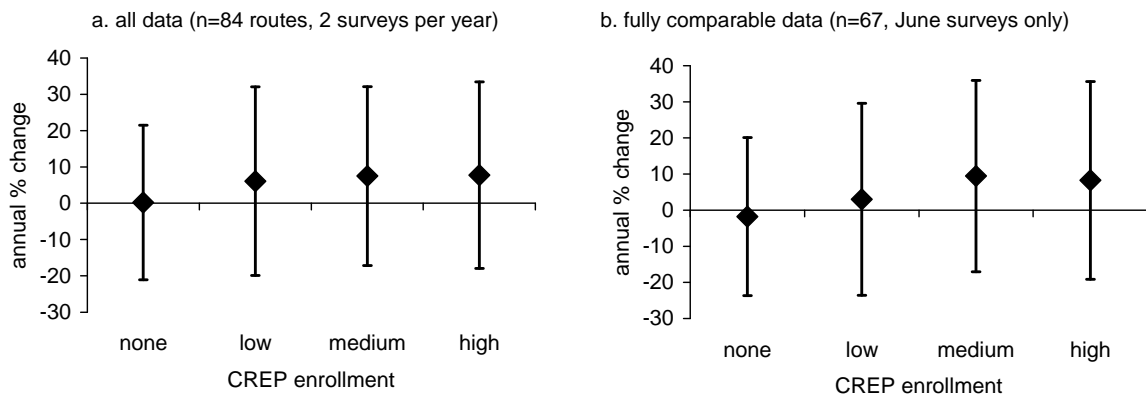 a. all data (n=84 routes, 2 surveys per year)
annual % change
40
30
20
10
0
-10
-20
-30
none low medium high
CREP enrollment
b. fully comparable data (n=67, June surveys only)
annual % change
40
30
20
10
0
-10
-20
-30
none low medium high
CREP enrollment